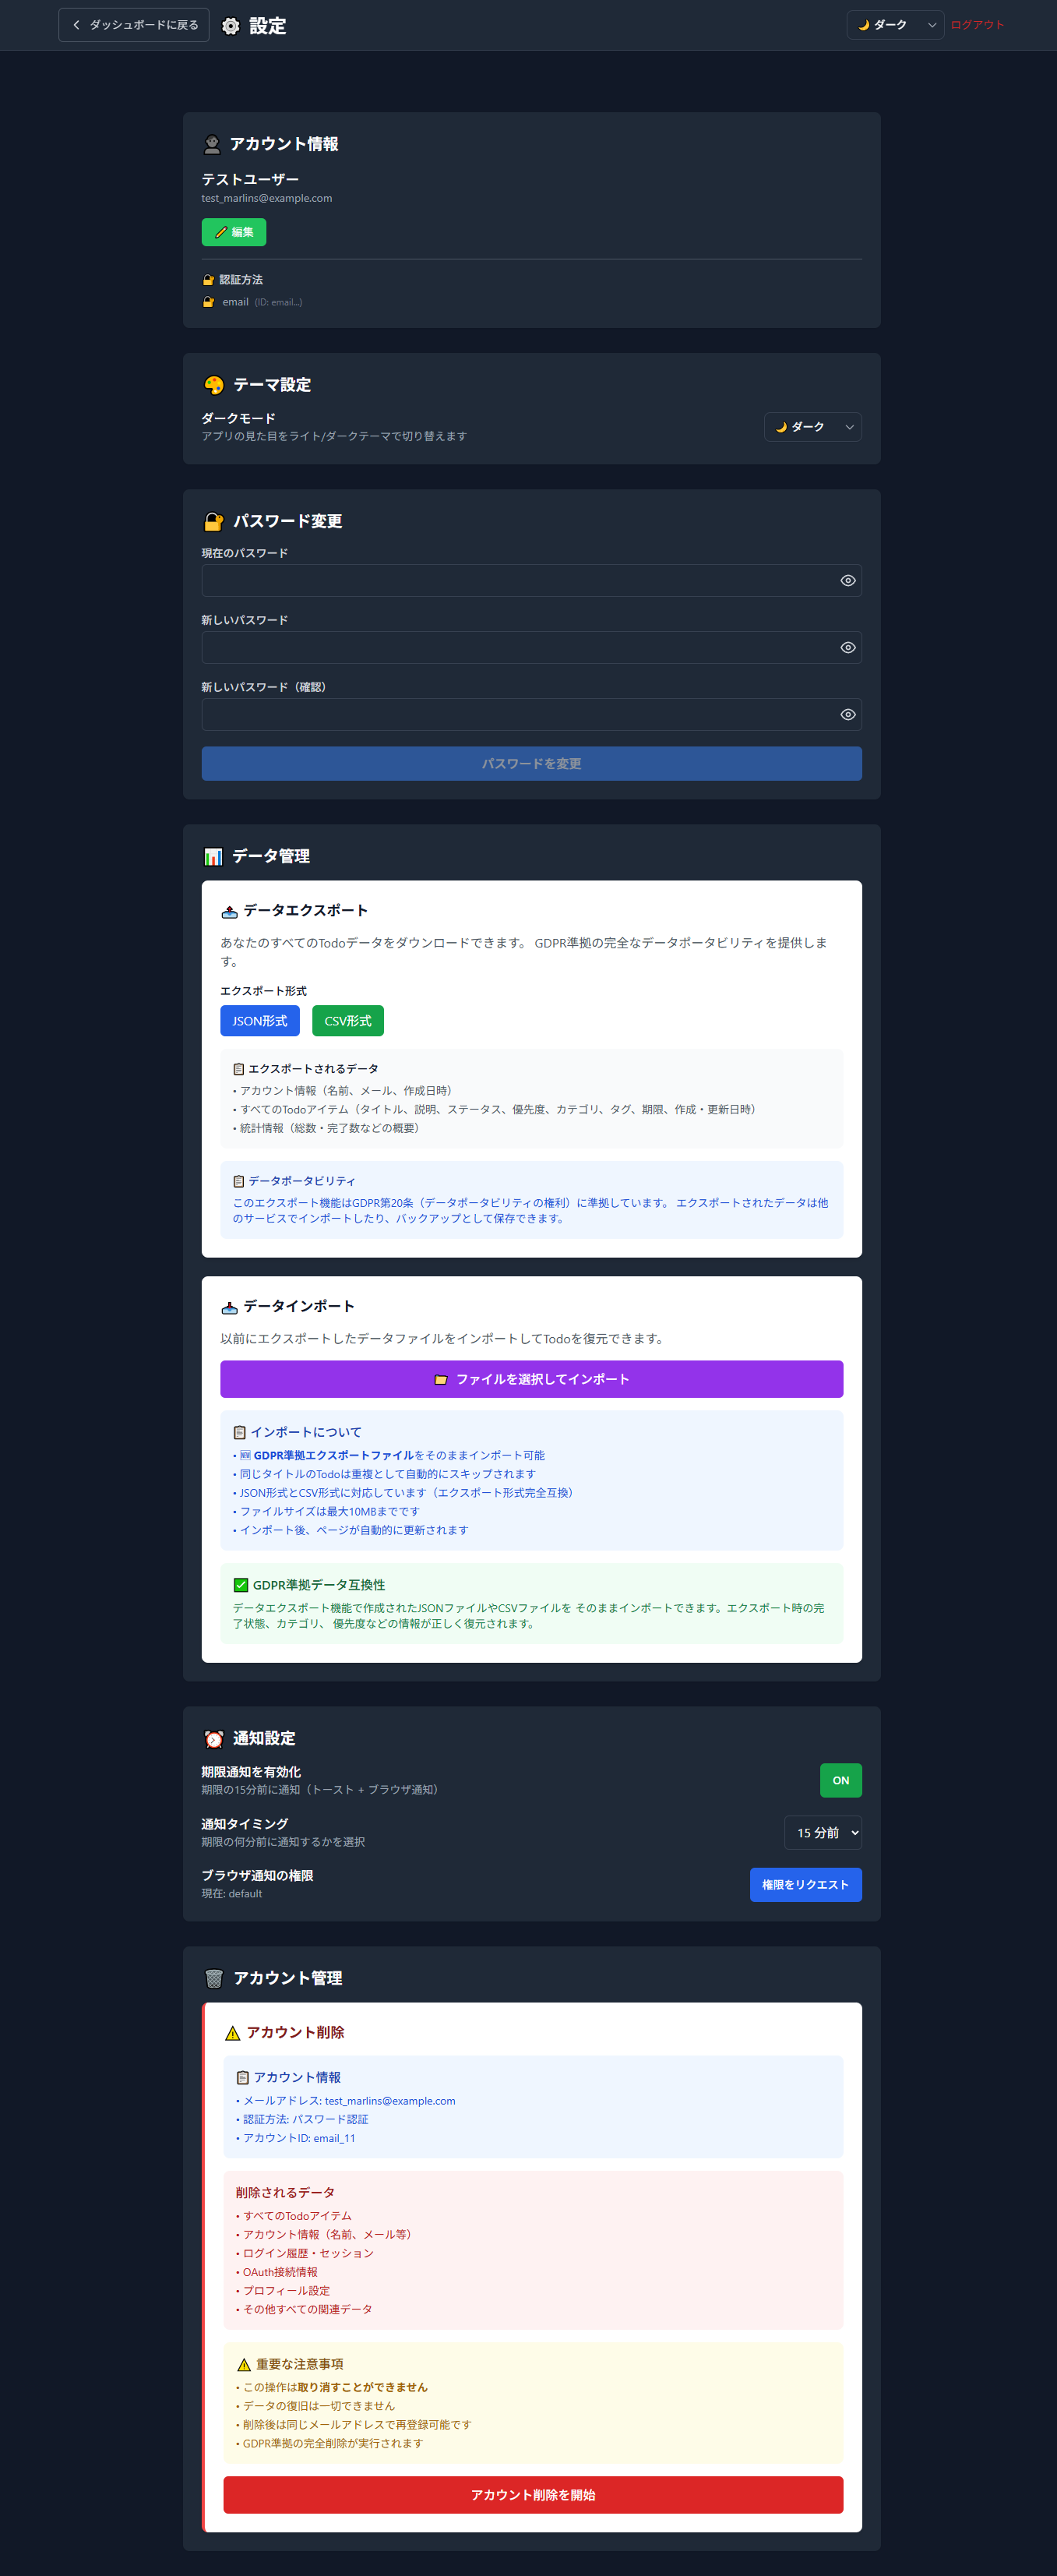 ダッシュボードに戻る
⚙️ 設定
🌙 ダーク
ログアウト
👤 アカウント情報
テストユーザー
test_marlins@example.com
✏️ 編集
🔐 認証方法
🔐 email (ID: email...)
🎨 テーマ設定
ダークモード
アプリの見た目をライト/ダークテーマで切り替えます
🌙 ダーク
🔐 パスワード変更
現在のパスワード
新しいパスワード
新しいパスワード（確認）
パスワードを変更
📊 データ管理
📤 データエクスポート
あなたのすべてのTodoデータをダウンロードできます。 GDPR準拠の完全なデータポータビリティを提供しま
す。
エクスポート形式
JSON形式
CSV形式
📋 エクスポートされるデータ
• アカウント情報（名前、メール、作成日時）
• すべてのTodoアイテム（タイトル、説明、ステータス、優先度、カテゴリ、タグ、期限、作成・更新日時）
• 統計情報（総数・完了数などの概要）
📋 データポータビリティ
このエクスポート機能はGDPR第20条（データポータビリティの権利）に準拠しています。 エクスポートされたデータは他
のサービスでインポートしたり、バックアップとして保存できます。
📥 データインポート
以前にエクスポートしたデータファイルをインポートしてTodoを復元できます。
📁 ファイルを選択してインポート
📋 インポートについて
• 🆕 GDPR準拠エクスポートファイルをそのままインポート可能
• 同じタイトルのTodoは重複として自動的にスキップされます
• JSON形式とCSV形式に対応しています（エクスポート形式完全互換）
• ファイルサイズは最大10MBまでです
• インポート後、ページが自動的に更新されます
✅ GDPR準拠データ互換性
データエクスポート機能で作成されたJSONファイルやCSVファイルを そのままインポートできます。エクスポート時の完
了状態、カテゴリ、 優先度などの情報が正しく復元されます。
⏰ 通知設定
期限通知を有効化
期限の15分前に通知（トースト + ブラウザ通知）
ON
通知タイミング
期限の何分前に通知するかを選択
15 分前
ブラウザ通知の権限
現在: default
権限をリクエスト
🗑️ アカウント管理
⚠️ アカウント削除
📋 アカウント情報
• メールアドレス: test_marlins@example.com
• 認証方法: パスワード認証
• アカウントID: email_11
削除されるデータ
• すべてのTodoアイテム
• アカウント情報（名前、メール等）
• ログイン履歴・セッション
• OAuth接続情報
• プロフィール設定
• その他すべての関連データ
⚠️ 重要な注意事項
• この操作は取り消すことができません
• データの復旧は一切できません
• 削除後は同じメールアドレスで再登録可能です
• GDPR準拠の完全削除が実行されます
アカウント削除を開始